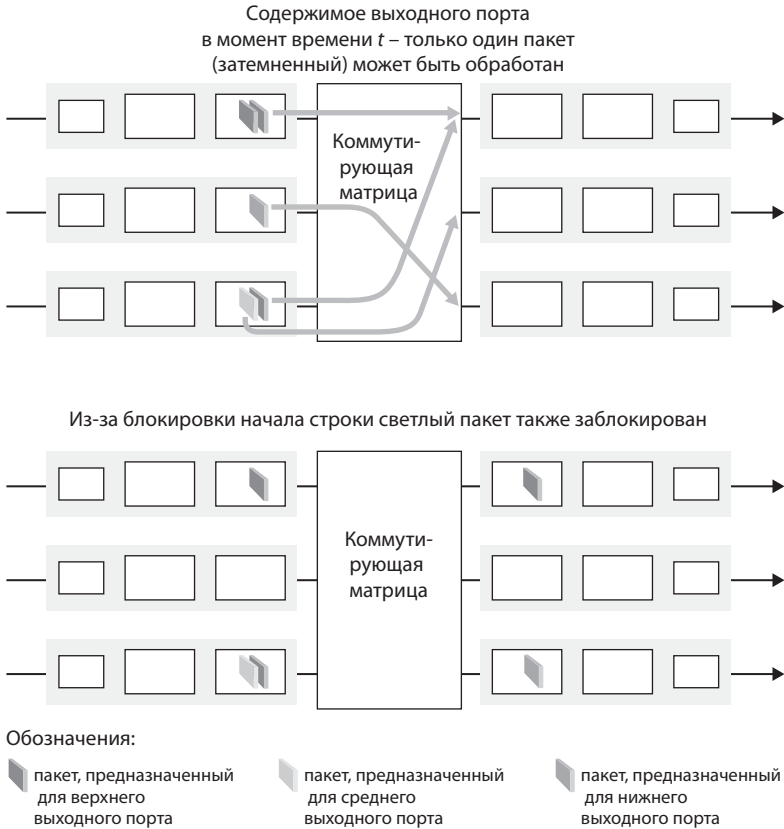 Содержимое выходного порта
в момент времени t – только один пакет
(затемненный) может быть обработан
Коммути-
рующая
матрица
Из-за блокировки начала строки светлый пакет также заблокирован
Коммути-
рующая
матрица
Обозначения:
пакет, предназначенный
для верхнего
выходного порта
пакет, предназначенный
для среднего
выходного порта
пакет, предназначенный
для нижнего
выходного порта